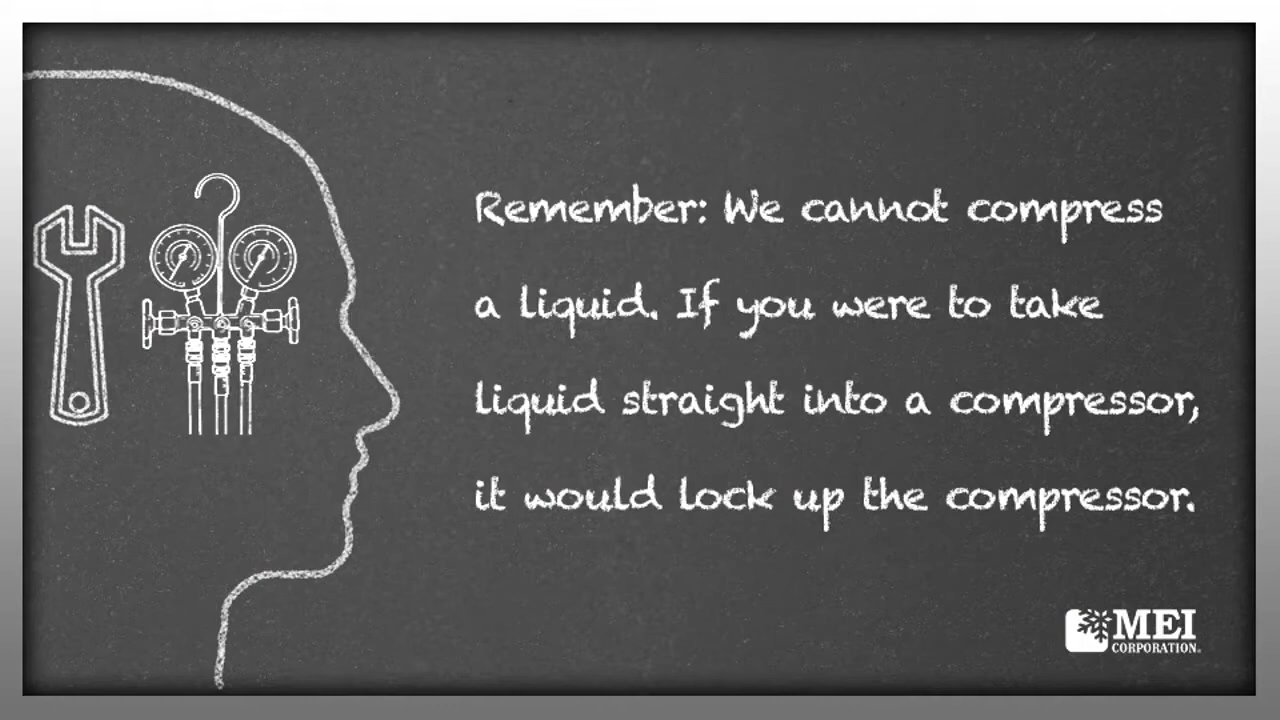 Remember: We cannot compress
a liquid. If you were to take
liquid straight into a compressor,
it would lock up the compressor.
MEI
CORPORATION